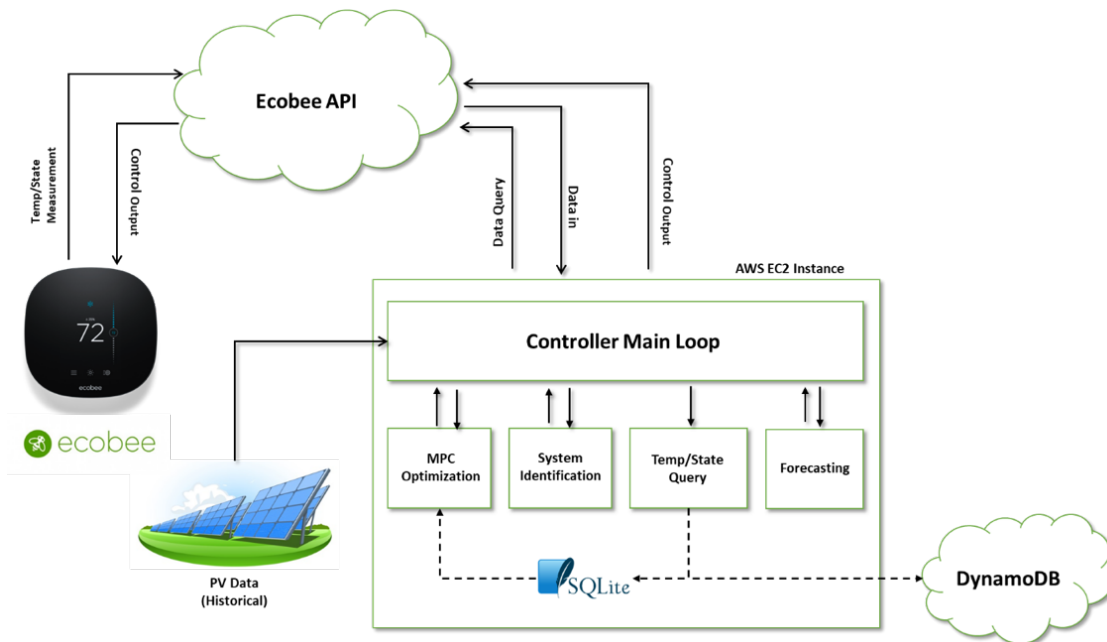 Ecobee API
Temp/State
Measurement
Control Output
Data Query
Data in
Control Output
AWS EC2 Instance
72
ecobee
ecobee
Controller Main Loop
MPC
Optimization
System
Identification
Temp/State
Query
Forecasting
PV Data
(Historical)
SQLite
DynamoDB